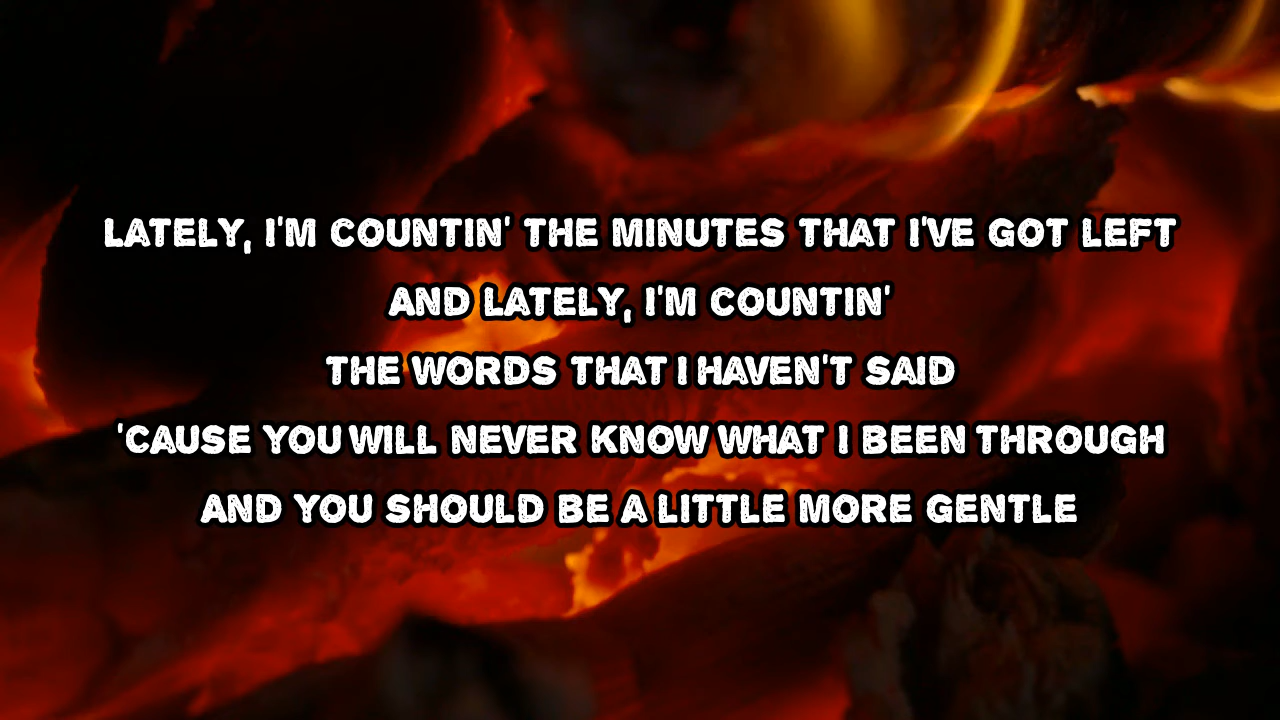 LATELY, I'M COUNTIN' THE MINUTES THAT I'VE GOT LEFT
AND LATELY, I'M COUNTIN'
THE WORDS THAT I HAVEN'T SAID
'CAUSE YOU WILL NEVER KNOW WHAT I BEEN THROUGH
AND YOU SHOULD BE A LITTLE MORE GENTLE